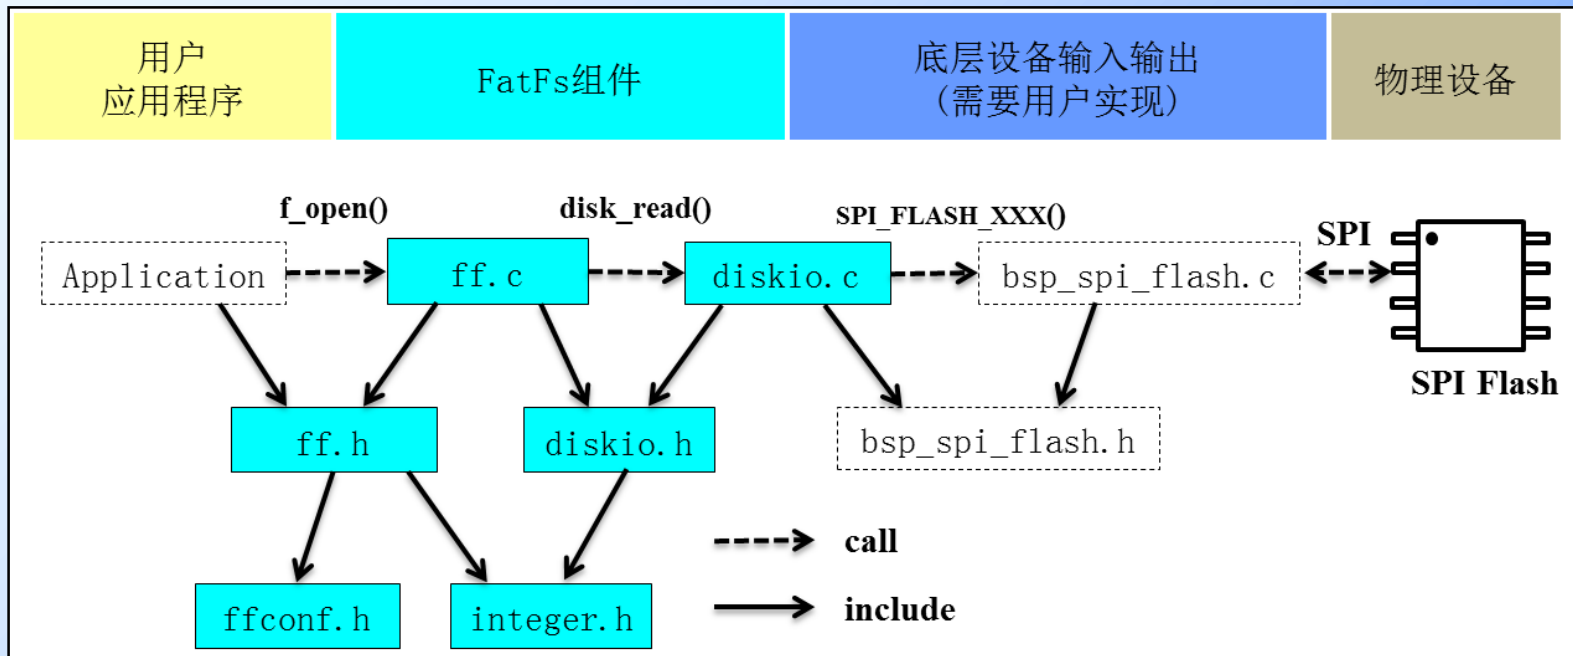 用户
应用程序
FatFs组件
底层设备输入输出
(需要用户实现)
物理设备
f_open()
disk_read()
SPI_FLASH_XXX()
SPI
Application
ff.c
diskio.c
bsp_spi_flash.c
SPI Flash
ff.h
diskio.h
bsp_spi_flash.h
call
ffconf.h
integer.h
include